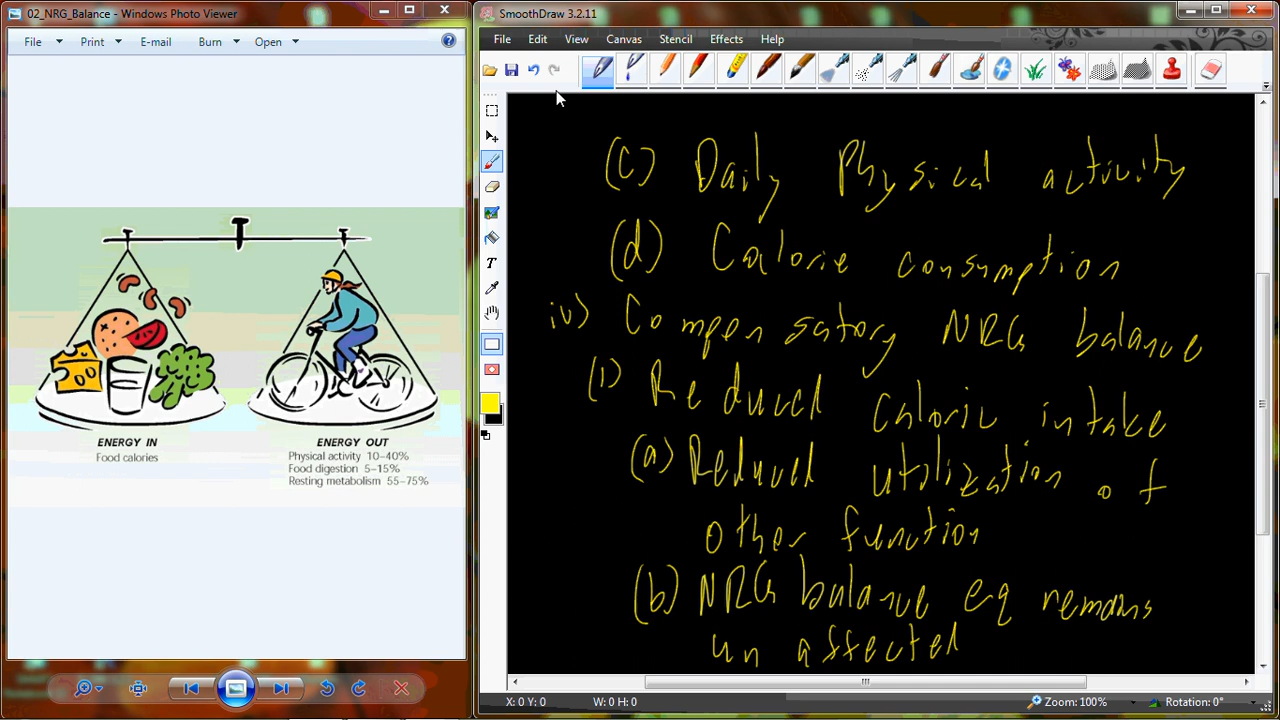 02_NRG_Balance - Windows Photo Viewer
File Print E-mail Burn Open
ENERGY IN
Food calories
ENERGY OUT
Physical activity 10–40%
Food digestion 5–15%
Resting metabolism 55–75%
SmoothDraw 3.2.11
File Edit View Canvas Stencil Effects Help
(c) Daily Physical activity
(d) Calorie consumption
iv) Compensatory NRG balance
(1) Reduced caloric intake
(a) Reduced utilization of
other function
(b) NRG balance eq remains
unaffected
X: 0 Y: 0 W: 0 H: 0 Zoom: 100% Rotation: 0°